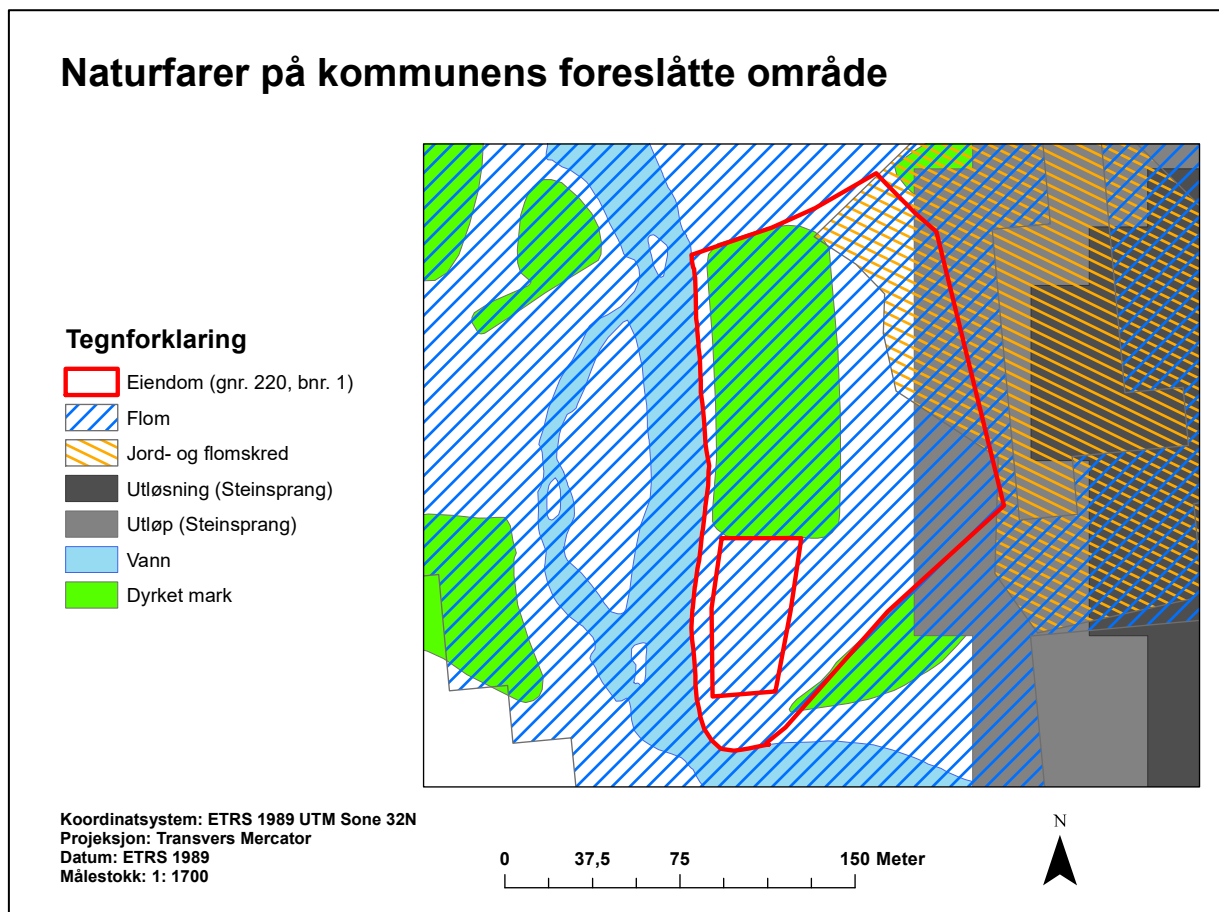 Naturfarer på kommunens foreslåtte område
Tegnforklaring
Eiendom (gnr. 220, bnr. 1)
Flom
Jord- og flomskred
Utløsning (Steinsprang)
Utløp (Steinsprang)
Vann
Dyrket mark
Koordinatsystem: ETRS 1989 UTM Sone 32N
Projeksjon: Transvers Mercator
Datum: ETRS 1989
Målestokk: 1: 1700
0 37,5 75 150 Meter
N